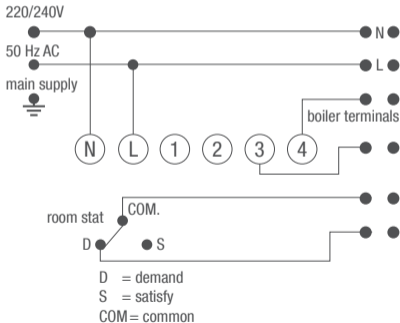 220/240V
N
50 Hz AC
L
main supply
boiler terminals
N L 1 2 3 4
COM.
room stat
D S
D = demand
S = satisfy
COM = common